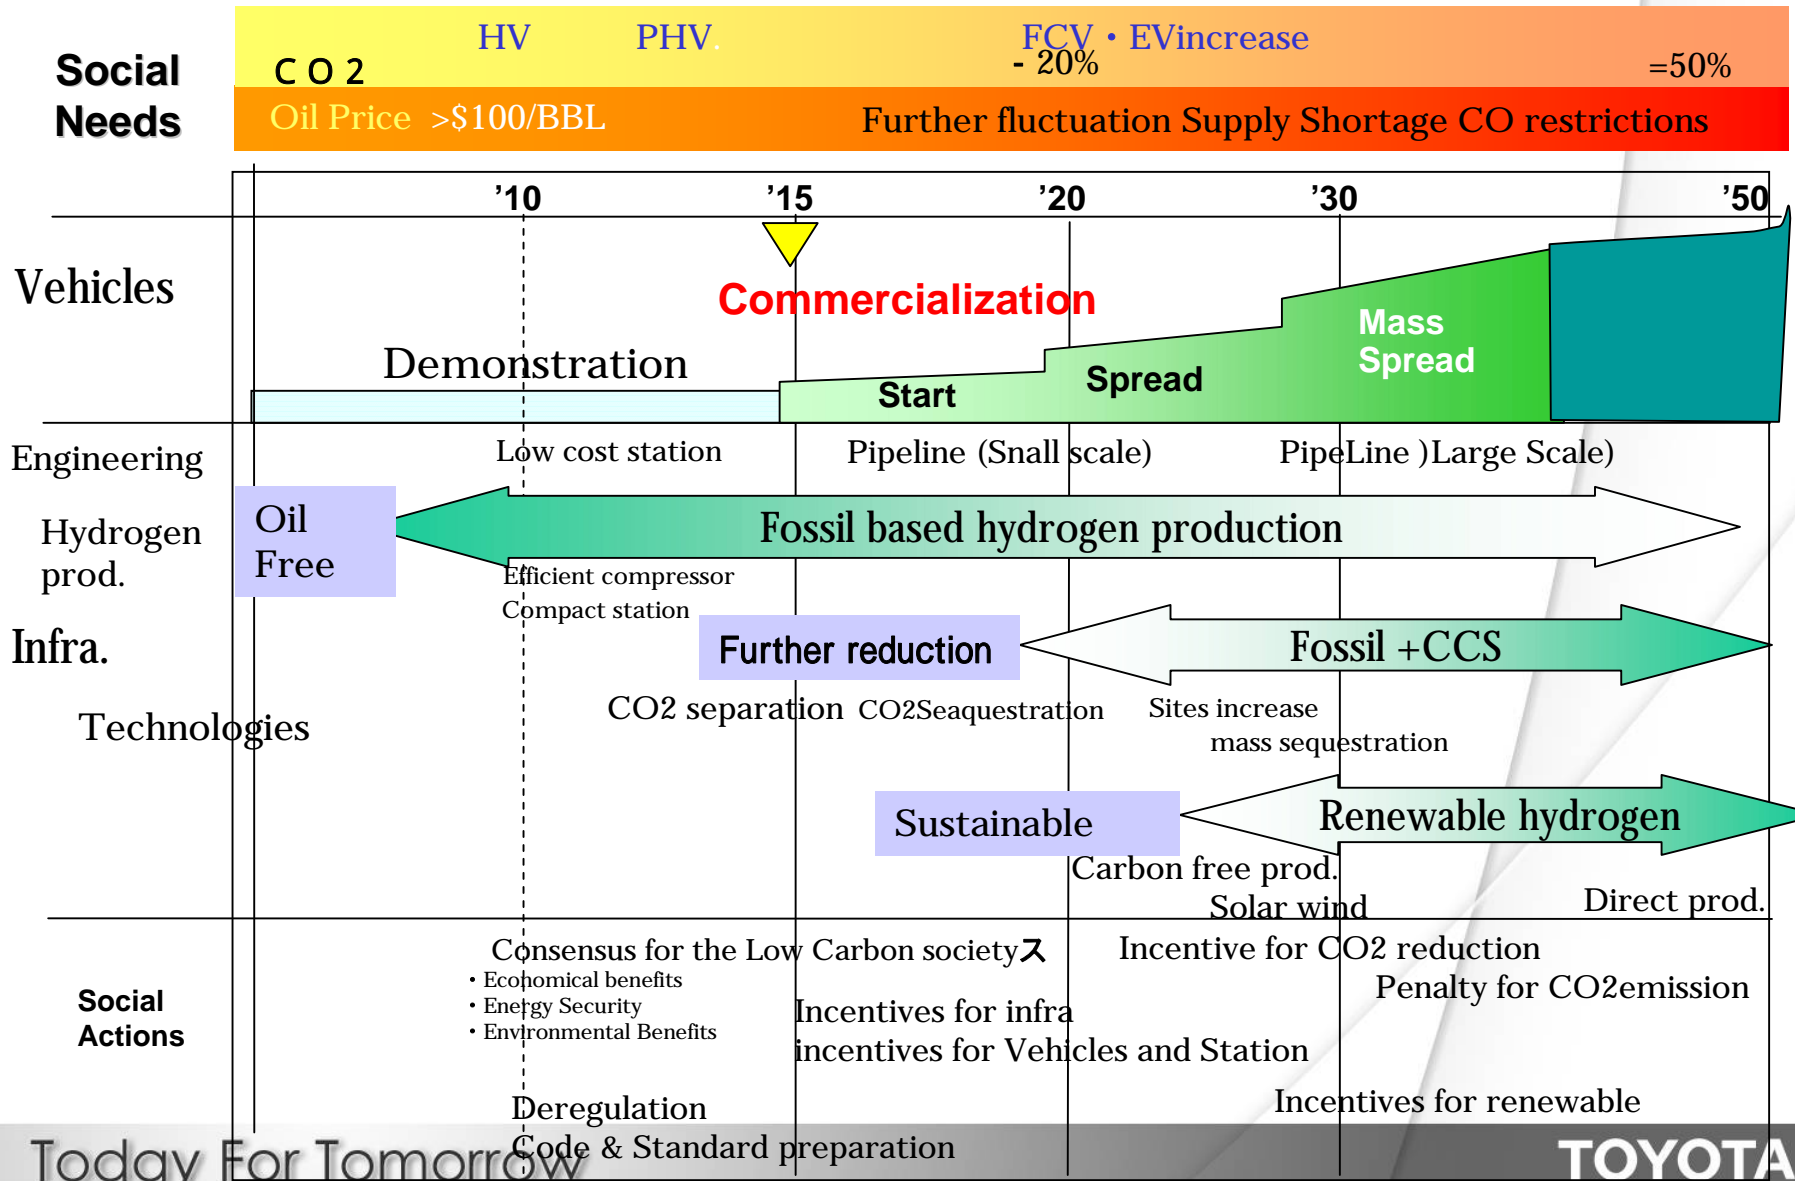 Social
Needs
HV PHV. FCV・EVincrease
ＣＯ２ - 20% =50%
Oil Price >$100/BBL Further fluctuation Supply Shortage CO restrictions
’10 ’15 ’20 ’30 ’50
Vehicles
Commercialization
Demonstration
Start
Spread
Mass
Spread
Engineering
Low cost station Pipeline (Snall scale) PipeLine )Large Scale)
Hydrogen
prod.
Oil
Free
Fossil based hydrogen production
Efficient compressor
Compact station
Infra.
Further reduction
Fossil +CCS
Technologies
CO2 separation CO2Seaquestration Sites increase
mass sequestration
Sustainable
Renewable hydrogen
Carbon free prod.
Solar wind
Direct prod.
Social
Actions
Consensus for the Low Carbon societyス
・Economical benefits
・Energy Security
・Environmental Benefits
Incentive for CO2 reduction
Penalty for CO2emission
Incentives for infra
incentives for Vehicles and Station
Deregulation
Code & Standard preparation
Incentives for renewable
Today For Tomorrow
TOYOTA